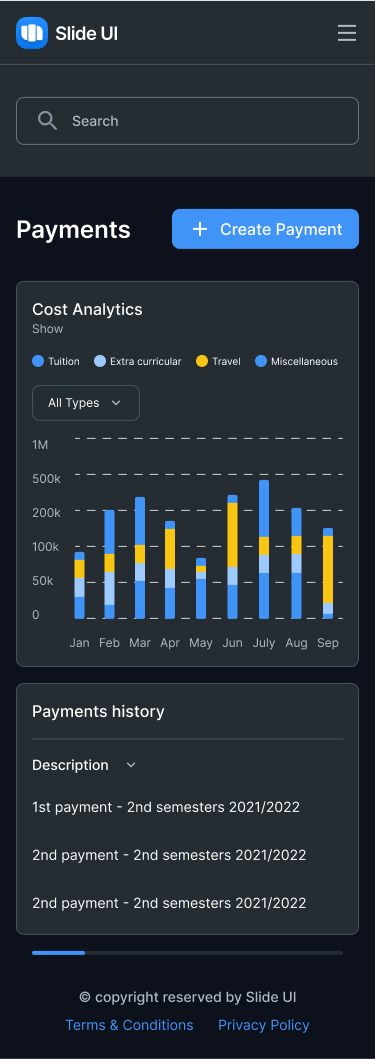 Slide UI
Search
Payments
Create Payment
Cost Analytics
Show
Tuition Extra curricular Travel Miscellaneous
All Types
1M
500k
200k
100k
50k
0
Jan Feb Mar Apr May Jun July Aug Sep
Payments history
Description
1st payment - 2nd semesters 2021/2022
2nd payment - 2nd semesters 2021/2022
2nd payment - 2nd semesters 2021/2022
© copyright reserved by Slide UI
Terms & Conditions Privacy Policy